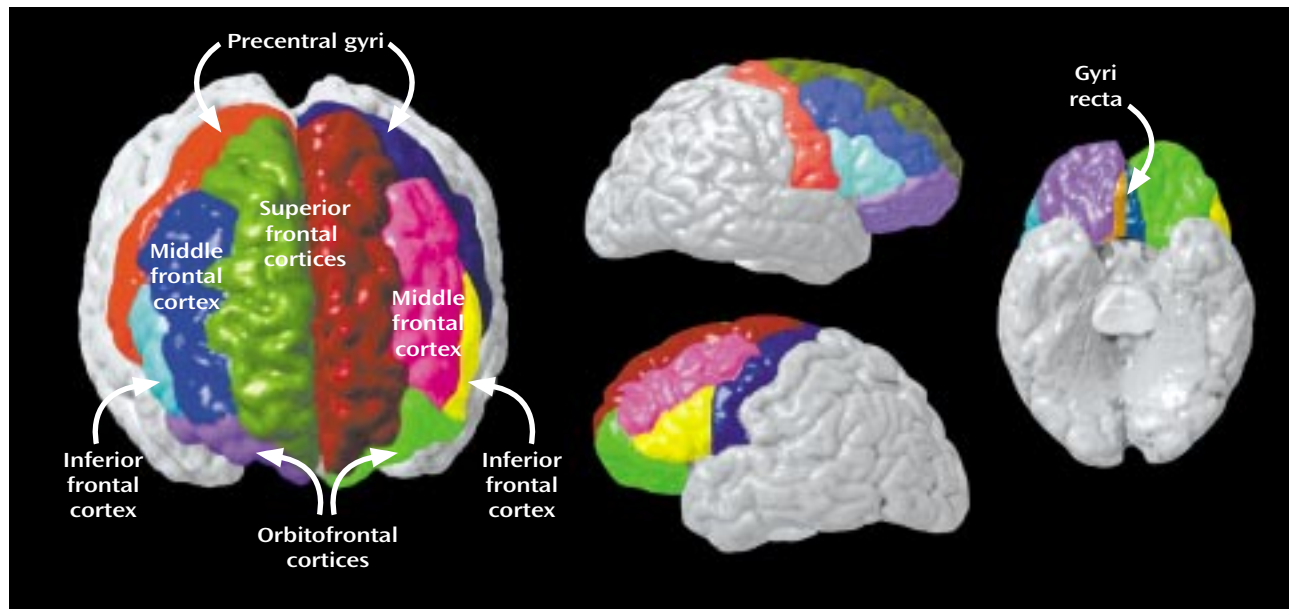 Precentral gyri
Gyri
recta
Superior
frontal
cortices
Middle
frontal
cortex
Middle
frontal
cortex
Inferior
frontal
cortex
Orbitofrontal
cortices
Inferior
frontal
cortex